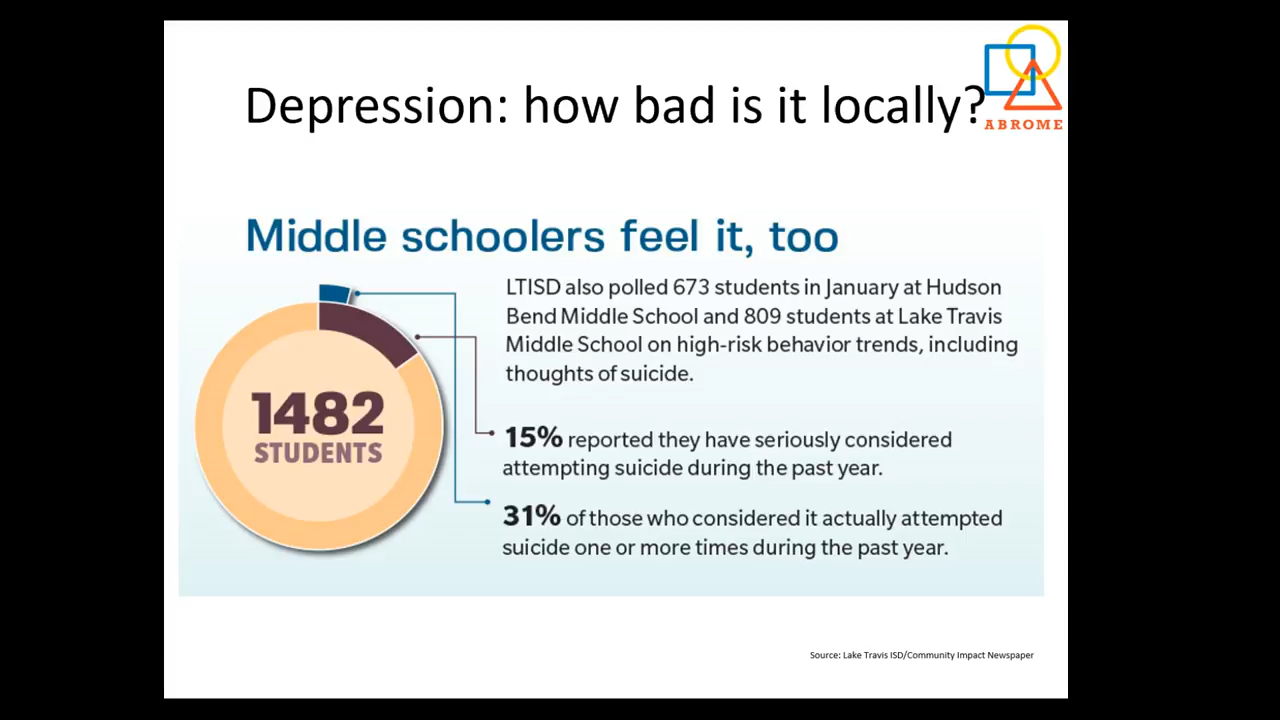 Depression: how bad is it locally?
ABROME
Middle schoolers feel it, too
LTISD also polled 673 students in January at Hudson
Bend Middle School and 809 students at Lake Travis
Middle School on high-risk behavior trends, including
thoughts of suicide.
1482
STUDENTS
15% reported they have seriously considered
attempting suicide during the past year.
31% of those who considered it actually attempted
suicide one or more times during the past year.
Source: Lake Travis ISD/Community Impact Newspaper